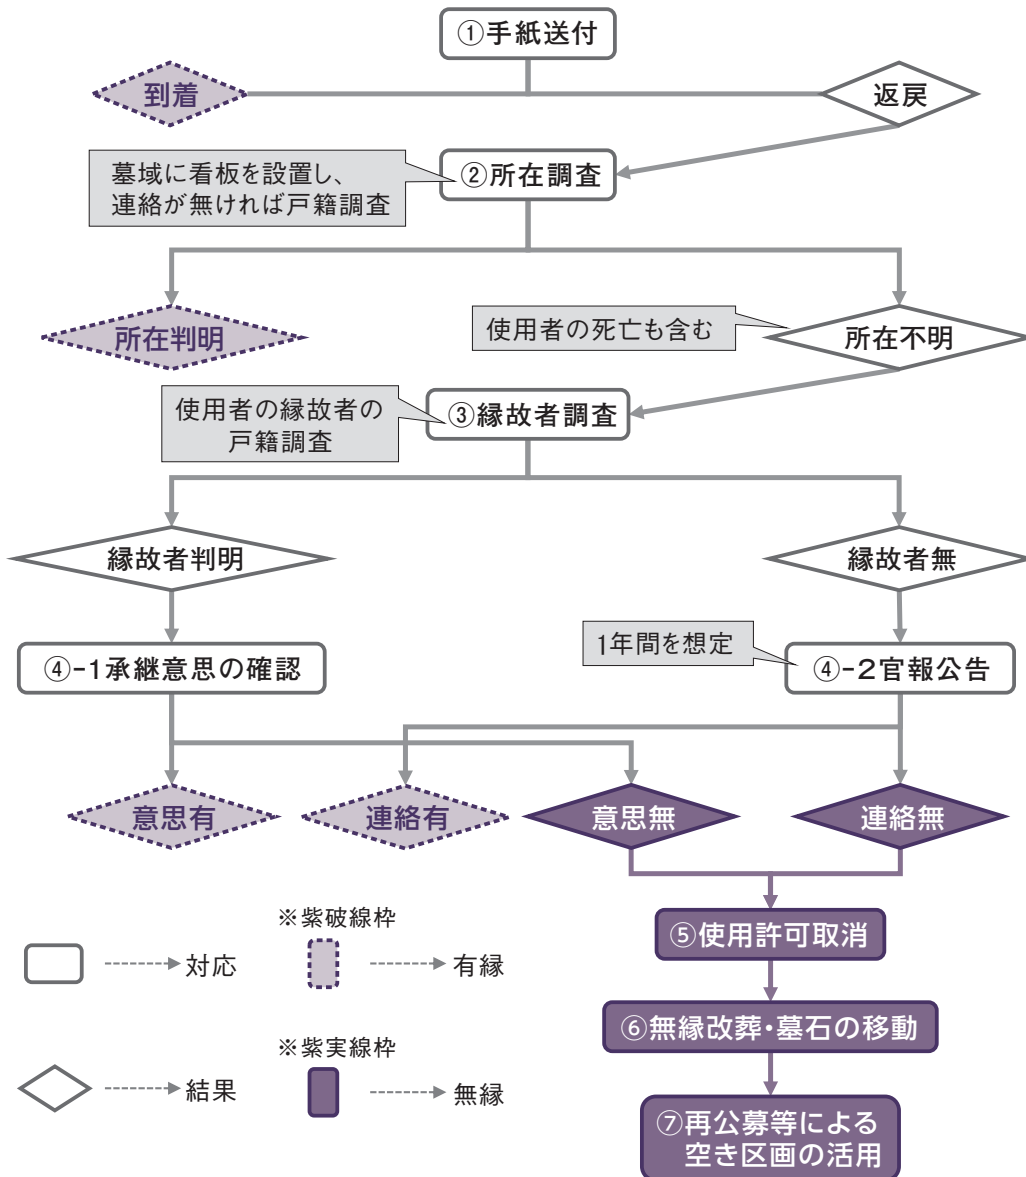 ①手紙送付
到着
返戻
墓域に看板を設置し、
連絡が無ければ戸籍調査
②所在調査
所在判明
使用者の死亡も含む
所在不明
使用者の縁故者の
戸籍調査
③縁故者調査
縁故者判明
縁故者無
④-1承継意思の確認
1年間を想定
④-2官報公告
意思有
連絡有
意思無
連絡無
⑤使用許可取消
⑥無縁改葬・墓石の移動
⑦再公募等による
空き区画の活用
対応
※紫破線枠
有縁
結果
※紫実線枠
無縁